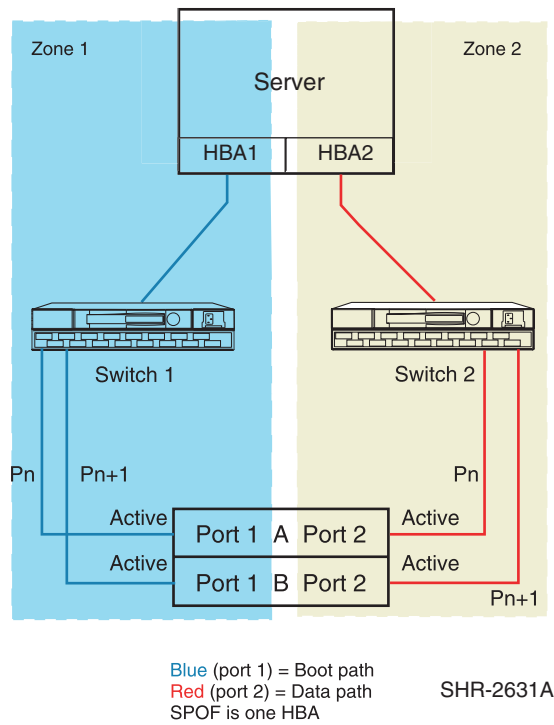 Zone 1
Zone 2
Server
HBA1
HBA2
Switch 1
Switch 2
Pn
Pn+1
Pn
Active
Port 1
A
Port 2
Active
Active
Port 1
B
Port 2
Active
Pn+1
Blue (port 1) = Boot path
Red (port 2) = Data path
SPOF is one HBA
SHR-2631A